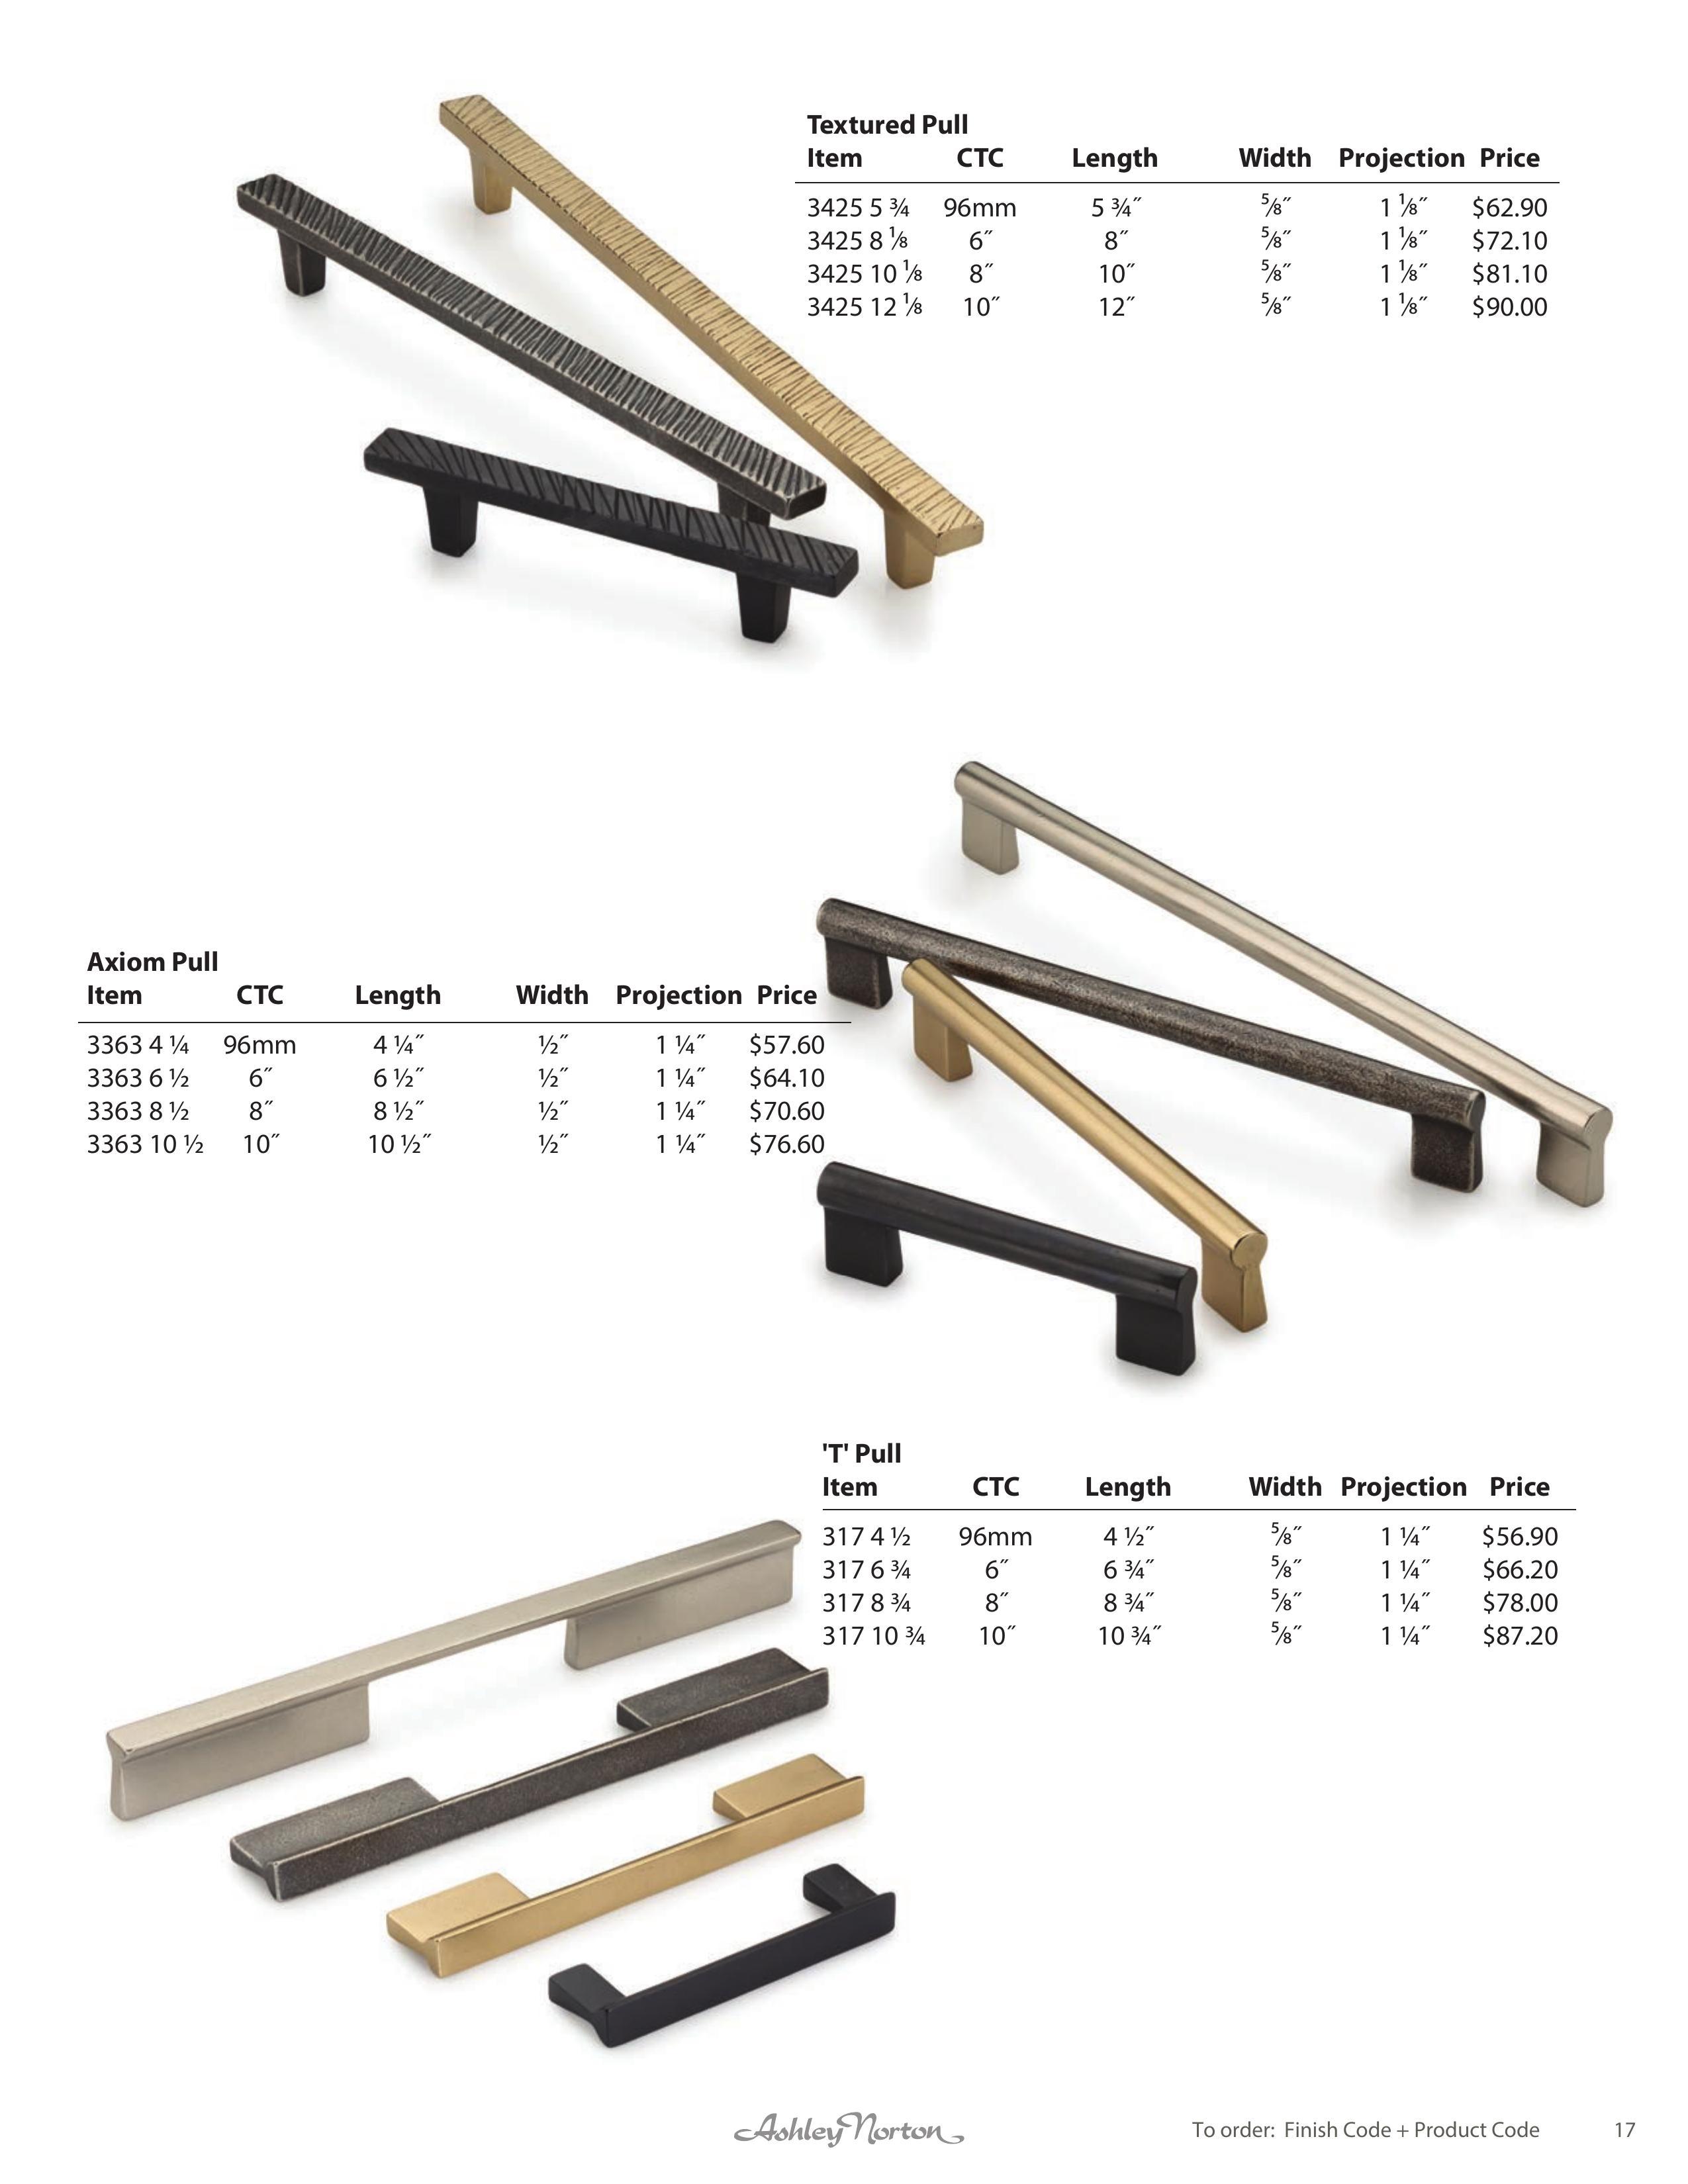 Textured Pull
Item CTC Length Width Projection Price
3425 5 ¾ 96mm 5 ¾″ ⅝″ 1 ⅛″ $62.90
3425 8 ⅛ 6″ 8″ ⅝″ 1 ⅛″ $72.10
3425 10 ⅛ 8″ 10″ ⅝″ 1 ⅛″ $81.10
3425 12 ⅛ 10″ 12″ ⅝″ 1 ⅛″ $90.00
Axiom Pull
Item CTC Length Width Projection Price
3363 4 ¼ 96mm 4 ¼″ ½″ 1 ¼″ $57.60
3363 6 ½ 6″ 6 ½″ ½″ 1 ¼″ $64.10
3363 8 ½ 8″ 8 ½″ ½″ 1 ¼″ $70.60
3363 10 ½ 10″ 10 ½″ ½″ 1 ¼″ $76.60
'T' Pull
Item CTC Length Width Projection Price
317 4 ½ 96mm 4 ½″ ⅝″ 1 ¼″ $56.90
317 6 ¾ 6″ 6 ¾″ ⅝″ 1 ¼″ $66.20
317 8 ¾ 8″ 8 ¾″ ⅝″ 1 ¼″ $78.00
317 10 ¾ 10″ 10 ¾″ ⅝″ 1 ¼″ $87.20
Ashley Norton To order: Finish Code + Product Code 17